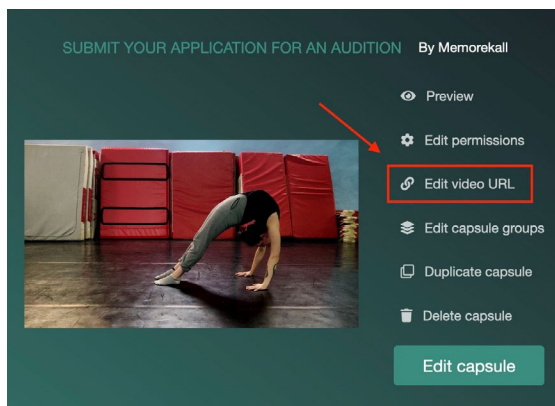 SUBMIT YOUR APPLICATION FOR AN AUDITION By Memorekall
Preview
Edit permissions
Edit video URL
Edit capsule groups
Duplicate capsule
Delete capsule
Edit capsule